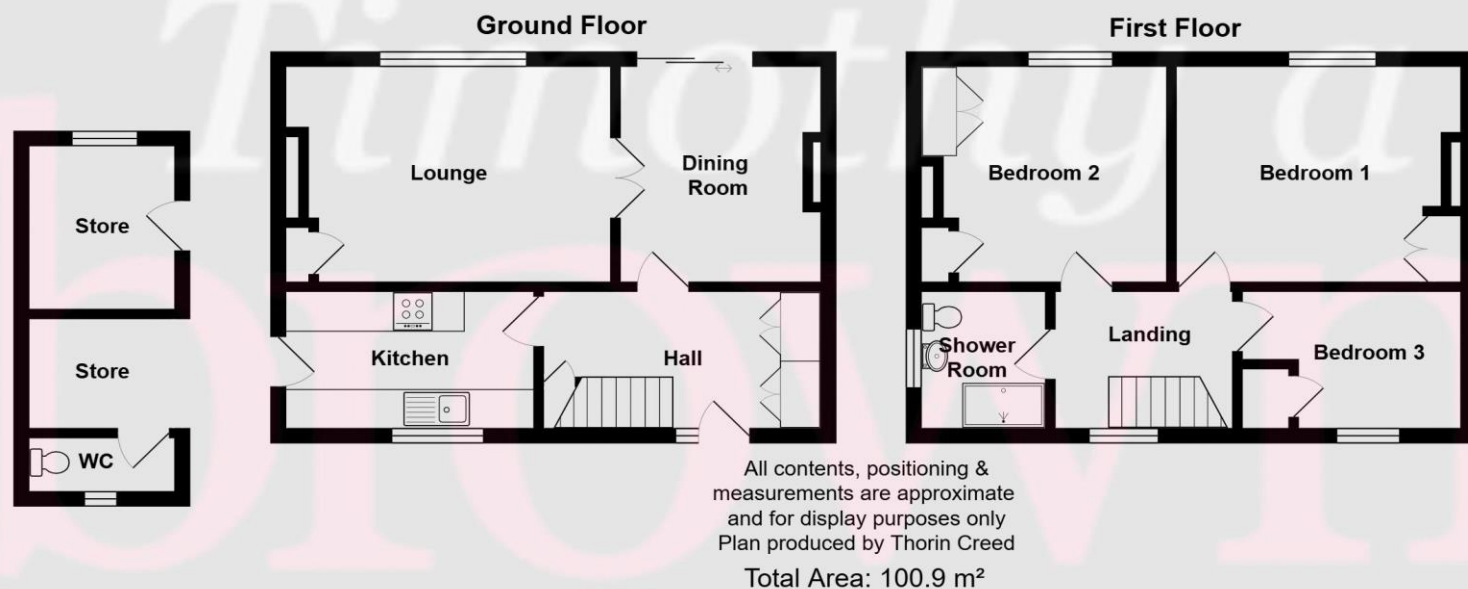 Timothy a
brown
Ground Floor
First Floor
Store
Store
WC
Lounge
Dining
Room
Kitchen
Hall
Bedroom 2
Bedroom 1
Shower
Room
Landing
Bedroom 3
All contents, positioning &
measurements are approximate
and for display purposes only
Plan produced by Thorin Creed
Total Area: 100.9 m²